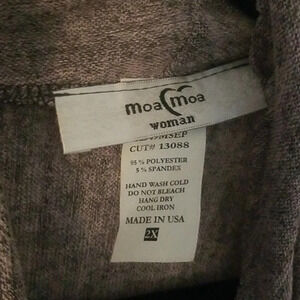 moa moa
woman
CUT# 13088
95 % POLYESTER
5 % SPANDEX
HAND WASH COLD
DO NOT BLEACH
HANG DRY
COOL IRON
MADE IN USA
2X